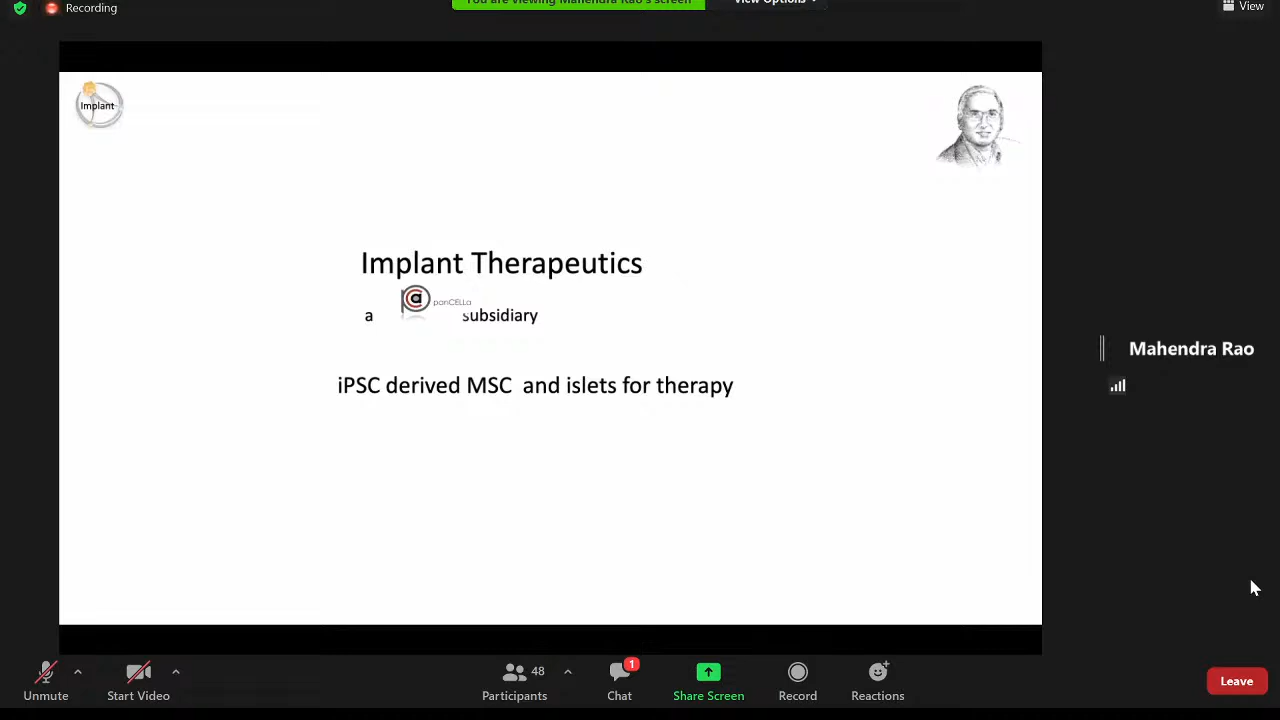 Recording
You are viewing Mahendra Rao's screen
View Options
View
Implant
Implant Therapeutics
panCELLa
a subsidiary
iPSC derived MSC and islets for therapy
Mahendra Rao
Unmute
Start Video
48
Participants
1
Chat
Share Screen
Record
Reactions
Leave